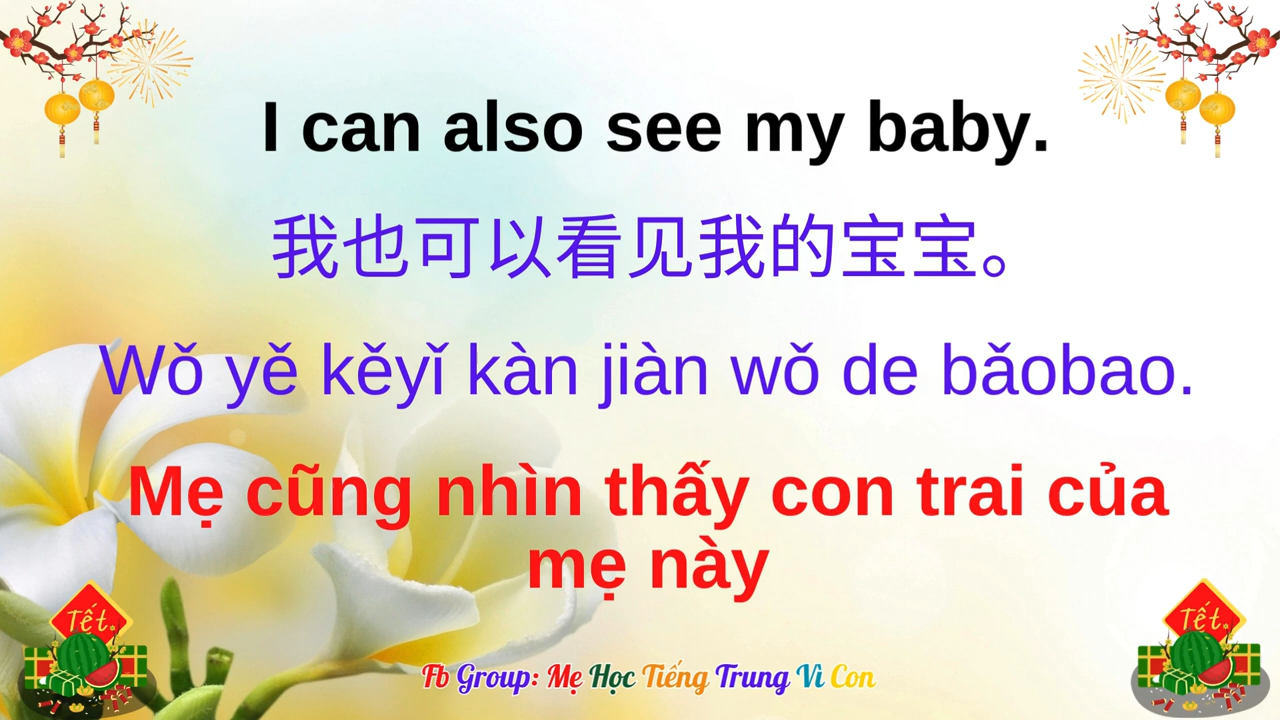 I can also see my baby.
我也可以看见我的宝宝。
Wǒ yě kěyǐ kàn jiàn wǒ de bǎobao.
Mẹ cũng nhìn thấy con trai của
mẹ này
Tết
Tết
Fb Group: Mẹ Học Tiếng Trung Vì Con